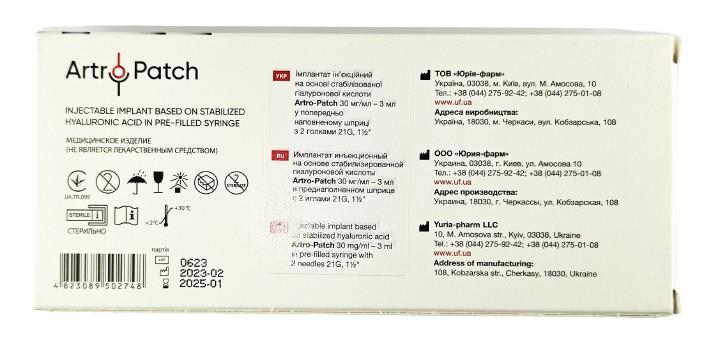 Artro Patch
INJECTABLE IMPLANT BASED ON STABILIZED
HYALURONIC ACID IN PRE-FILLED SYRINGE
МЕДИЦИНСКОЕ ИЗДЕЛИЕ
(НЕ ЯВЛЯЕТСЯ ЛЕКАРСТВЕННЫМ СРЕДСТВОМ)
UA.TR.099
2
STERILE
+2°C
+30°C
СТЕРИЛЬНО
партія
LOT
0623
2023-02
2025-01
4 823089 502748
УКР
Імплантат ін'єкційний
на основі стабілізованої
гіалуронової кислоти
Artro-Patch 30 мг/мл – 3 мл
у попередньо
наповненому шприці
з 2 голками 21G, 1½"
RU
Имплантат инъекционный
на основе стабилизированной
гиалуроновой кислоты
Artro-Patch 30 мг/мл – 3 мл
в преднаполненном шприце
с 2 иглами 21G, 1½"
injectable implant based
on stabilized hyaluronic acid
Artro-Patch 30 mg/ml – 3 ml
in pre-filled syringe with
2 needles 21G, 1½"
ТОВ «Юрія-фарм»
Україна, 03038, м. Київ, вул. М. Амосова, 10
Тел.: +38 (044) 275-92-42; +38 (044) 275-01-08
www.uf.ua
Адреса виробництва:
Україна, 18030, м. Черкаси, вул. Кобзарська, 108
ООО «Юрия-фарм»
Украина, 03038, г. Киев, ул. Амосова 10
Тел.: +38 (044) 275-92-42; +38 (044) 275-01-08
www.uf.ua
Адрес производства:
Украина, 18030, г. Черкассы, ул. Кобзарская, 108
Yuria-pharm LLC
10, M. Amosova str., Kyiv, 03038, Ukraine
Tel.: +38 (044) 275-92-42; +38 (044) 275-01-08
www.uf.ua
Address of manufacturing:
108, Kobzarska str., Cherkasy, 18030, Ukraine